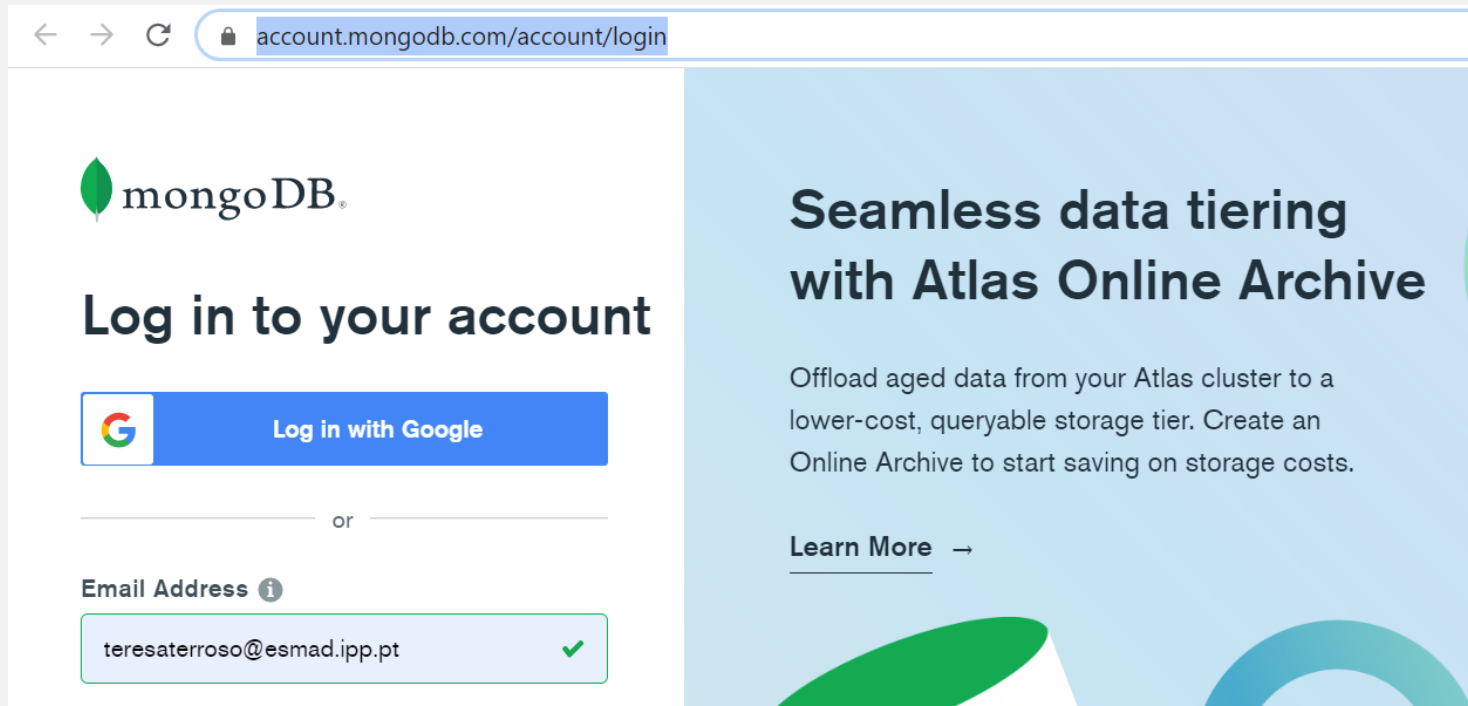 account.mongodb.com/account/login
mongoDB®
Log in to your account
Log in with Google
or
Email Address
teresaterroso@esmad.ipp.pt
Seamless data tiering
with Atlas Online Archive
Offload aged data from your Atlas cluster to a
lower-cost, queryable storage tier. Create an
Online Archive to start saving on storage costs.
Learn More →